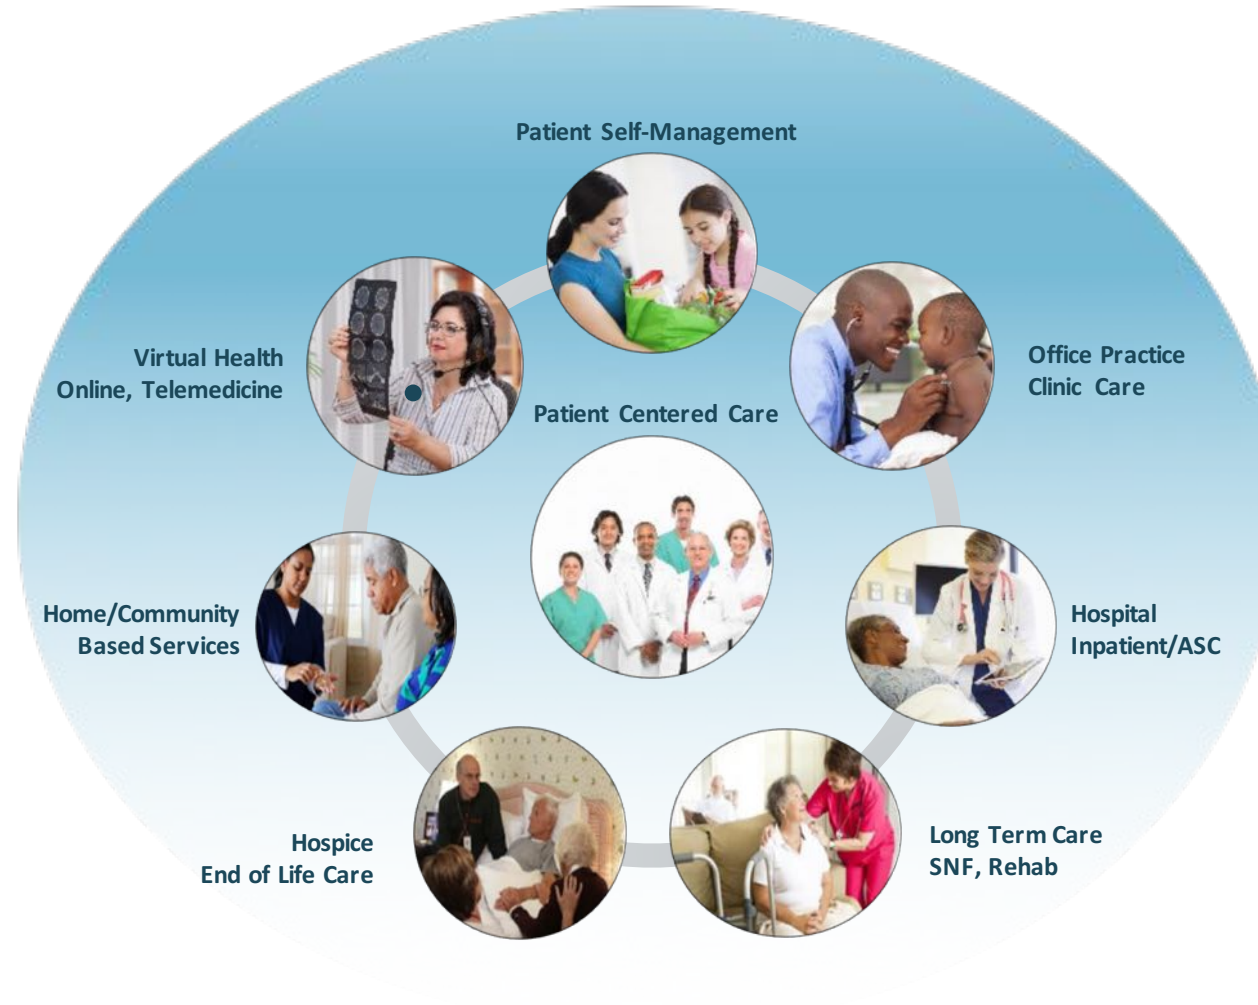 Patient Self-Management
Virtual Health
Online, Telemedicine
Office Practice
Clinic Care
Patient Centered Care
Home/Community
Based Services
Hospital
Inpatient/ASC
Hospice
End of Life Care
Long Term Care
SNF, Rehab